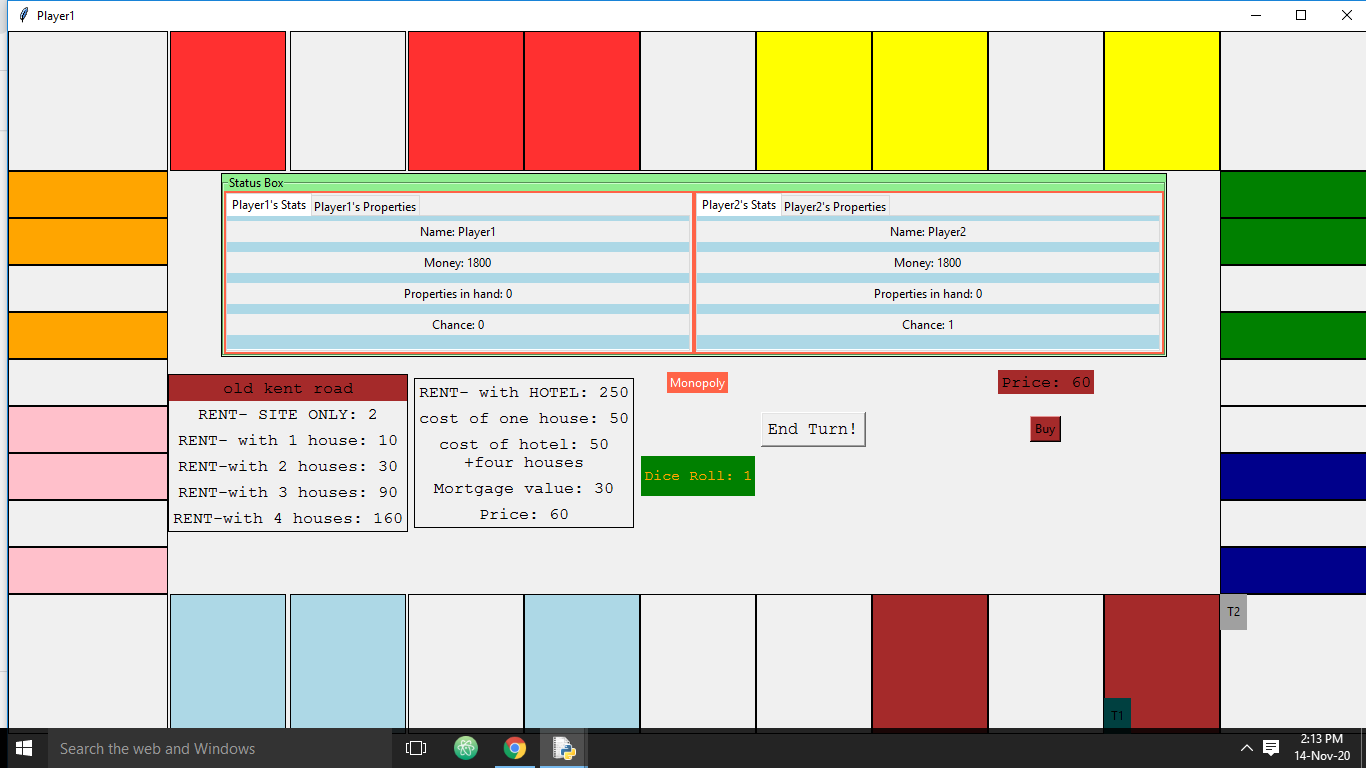 Player1
Status Box
Player1's Stats
Player1's Properties
Name: Player1
Money: 1800
Properties in hand: 0
Chance: 0
Player2's Stats
Player2's Properties
Name: Player2
Money: 1800
Properties in hand: 0
Chance: 1
old kent road
RENT- SITE ONLY: 2
RENT- with 1 house: 10
RENT-with 2 houses: 30
RENT-with 3 houses: 90
RENT-with 4 houses: 160
RENT- with HOTEL: 250
cost of one house: 50
cost of hotel: 50
+four houses
Mortgage value: 30
Price: 60
Monopoly
End Turn!
Dice Roll: 1
Price: 60
Buy
T2
T1
Search the web and Windows
2:13 PM
14-Nov-20